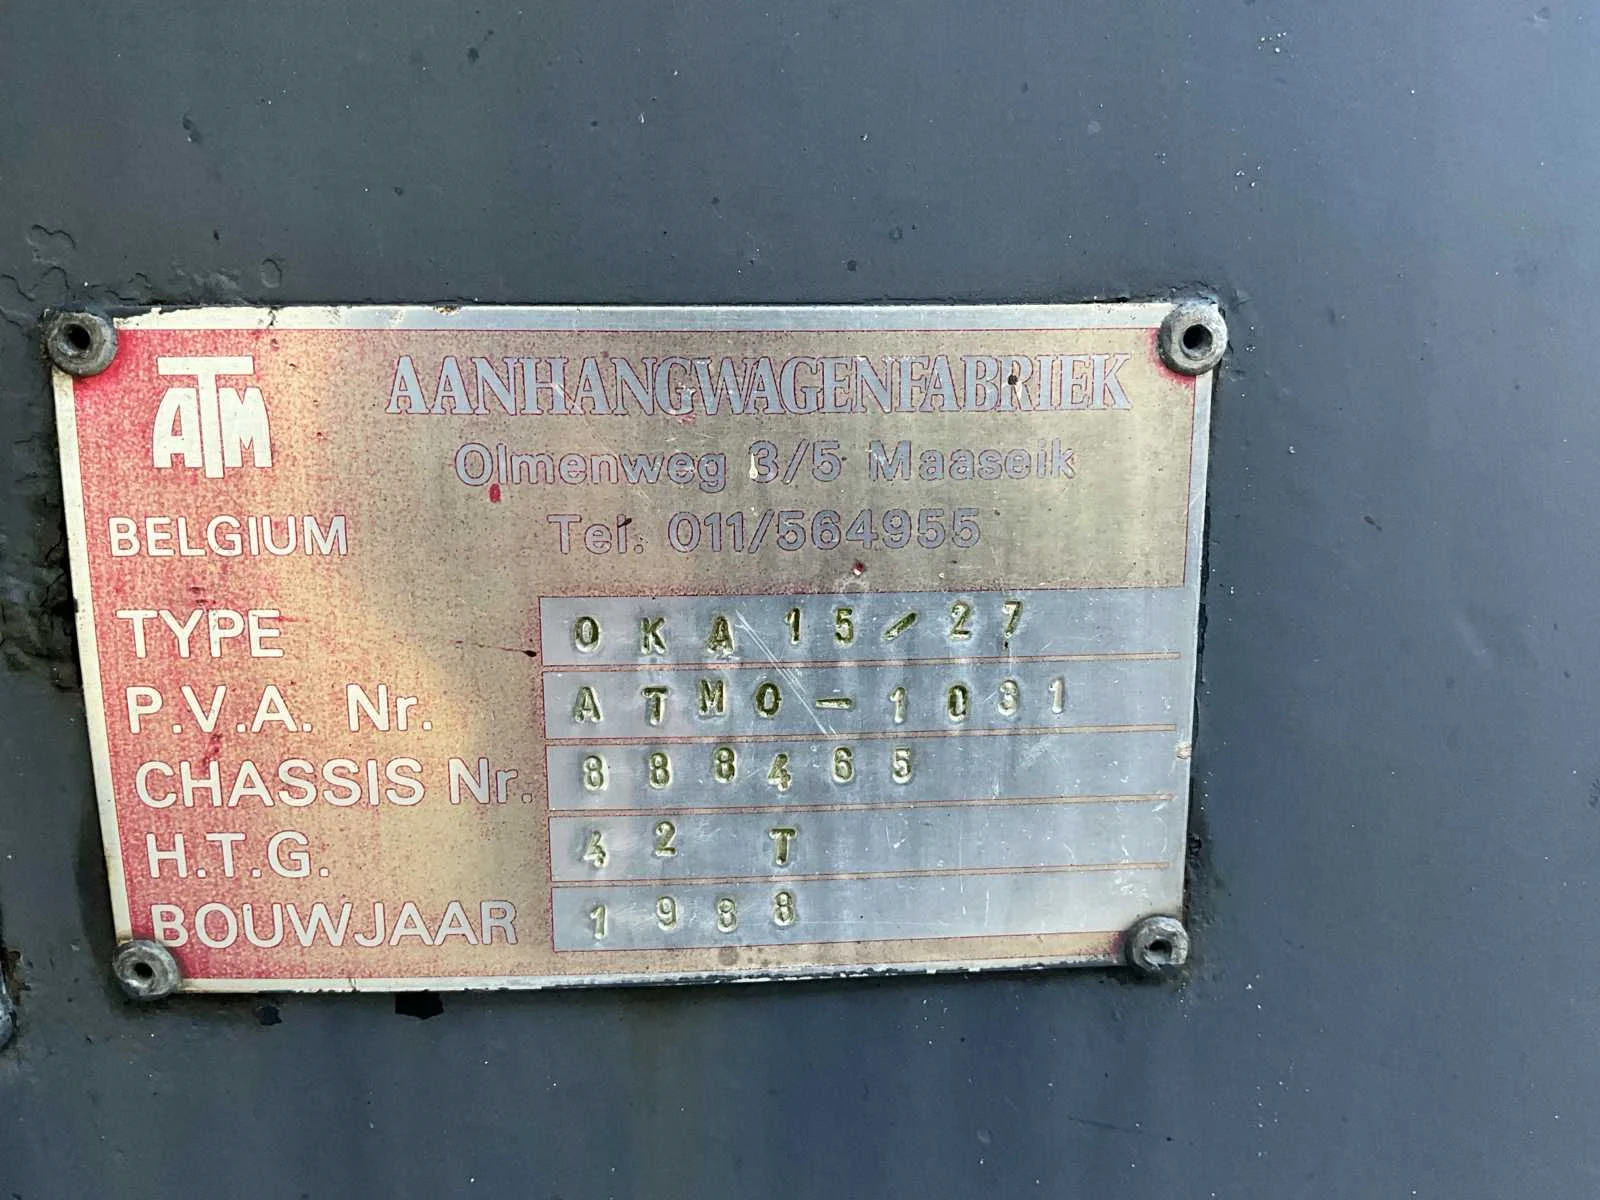 ATM
AANHANGWAGENFABRIEK
Olmenweg 3/5 Maaseik
BELGIUM
Tel. 011/564955
TYPE OKA 15/27
P.V.A. Nr. ATMO-1031
CHASSIS Nr. 888465
H.T.G. 42 T
BOUWJAAR 1988